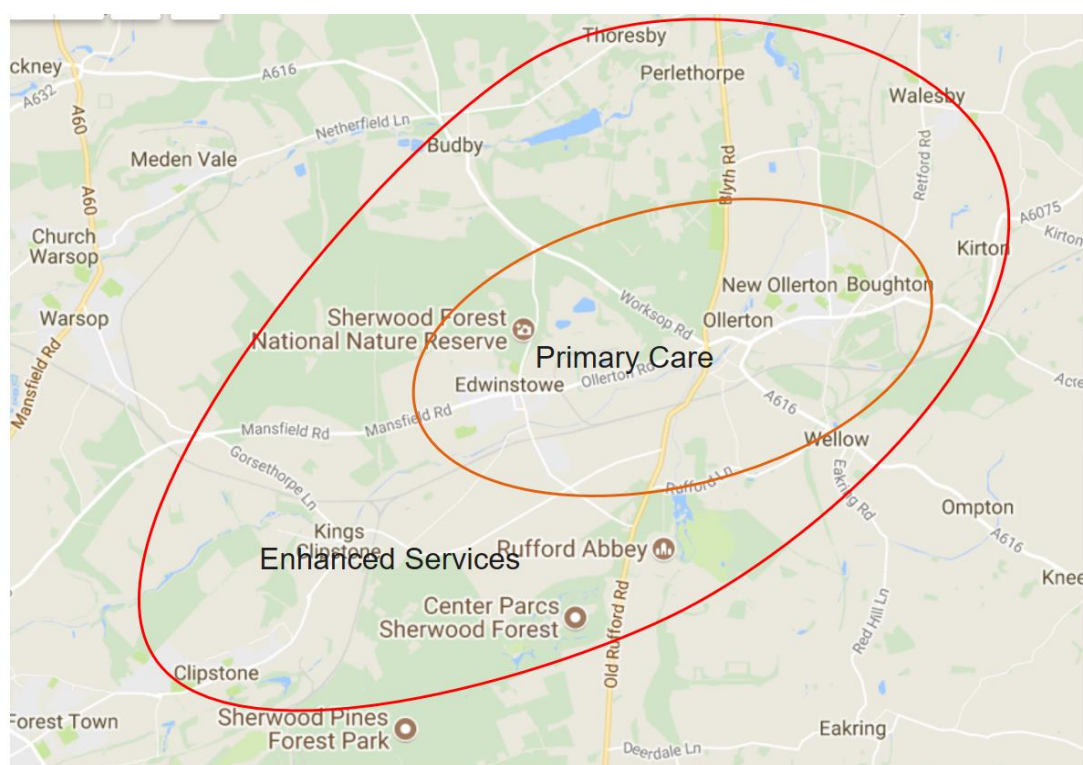 Thoresby
ckney
A616
Perlethorpe
A632
A60
Walesby
Netherfield Ln
Budby
Meden Vale
Blyth Rd
Retford Rd
A60
A6075
Kirton
Church
Warsop
Kirton
New Ollerton
Boughton
Worksop Rd
Sherwood Forest
National Nature Reserve
Warsop
Ollerton
Primary Care
Mansfield Rd
Edwinstowe
Ollerton Rd
Acre
A616
Mansfield Rd
Mansfield Rd
Wellow
Gorsethorpe Ln
Rufford Ln
Eakring Rd
Ompton
Kings
Clipstone
Enhanced Services
Rufford Abbey
A616
Knee
Center Parcs
Sherwood Forest
Old Rufford Rd
Red Hill Ln
Clipstone
Forest Town
Sherwood Pines
Forest Park
Eakring
Deerdale Ln